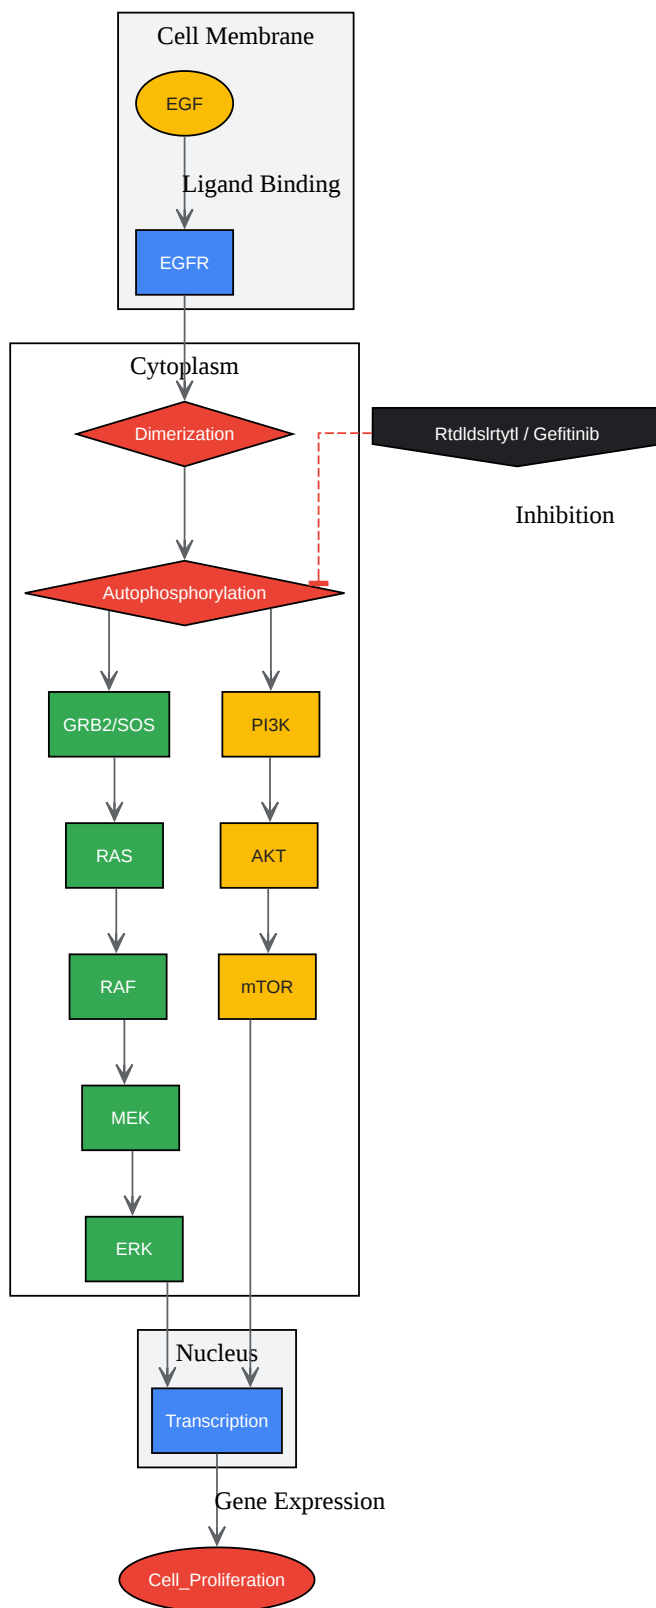 Cell Membrane
EGF
Ligand Binding
EGFR
Cytoplasm
Dimerization
Rtdldslrtytl / Gefitinib
Inhibition
Autophosphorylation
GRB2/SOS
PI3K
RAS
AKT
RAF
mTOR
MEK
ERK
Nucleus
Transcription
Gene Expression
Cell_Proliferation